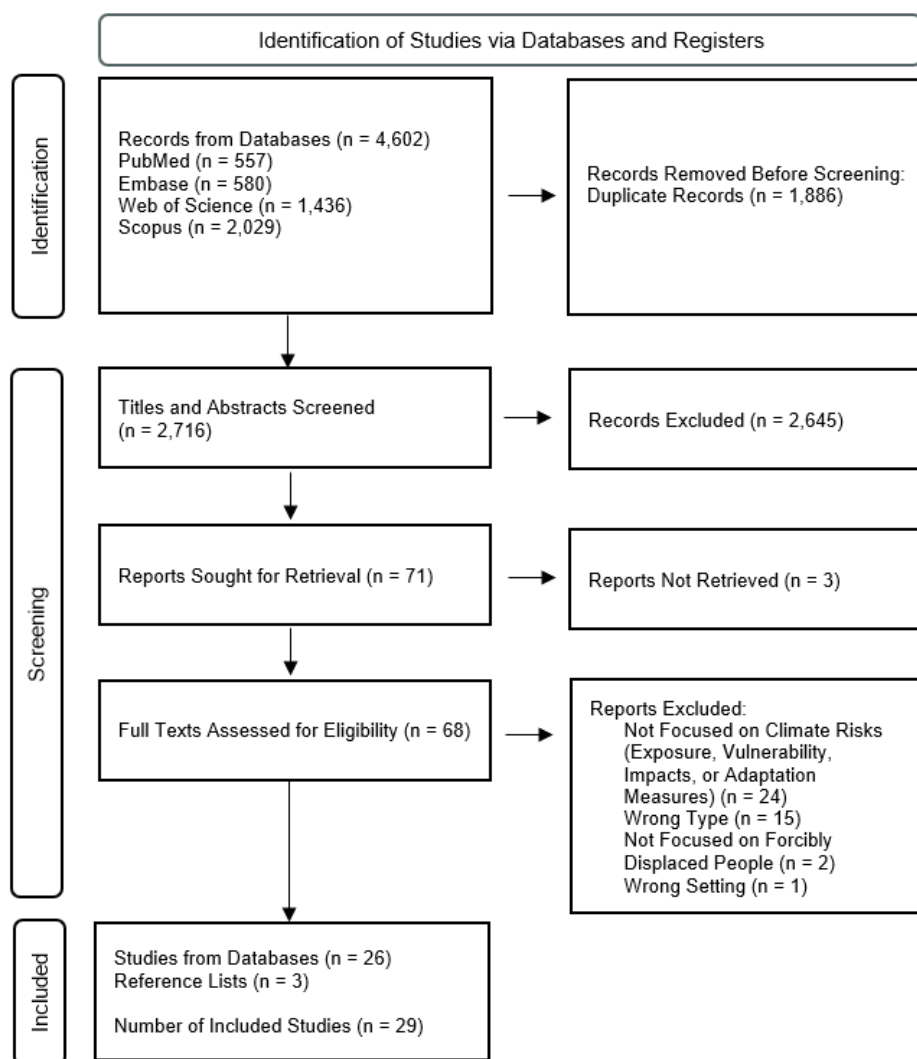 Identification of Studies via Databases and Registers
Identification
Records from Databases (n = 4,602)
PubMed (n = 557)
Embase (n = 580)
Web of Science (n = 1,436)
Scopus (n = 2,029)
Records Removed Before Screening:
Duplicate Records (n = 1,886)
Screening
Titles and Abstracts Screened
(n = 2,716)
Records Excluded (n = 2,645)
Reports Sought for Retrieval (n = 71)
Reports Not Retrieved (n = 3)
Full Texts Assessed for Eligibility (n = 68)
Reports Excluded:
Not Focused on Climate Risks
(Exposure, Vulnerability,
Impacts, or Adaptation
Measures) (n = 24)
Wrong Type (n = 15)
Not Focused on Forcibly
Displaced People (n = 2)
Wrong Setting (n = 1)
Included
Studies from Databases (n = 26)
Reference Lists (n = 3)
Number of Included Studies (n = 29)